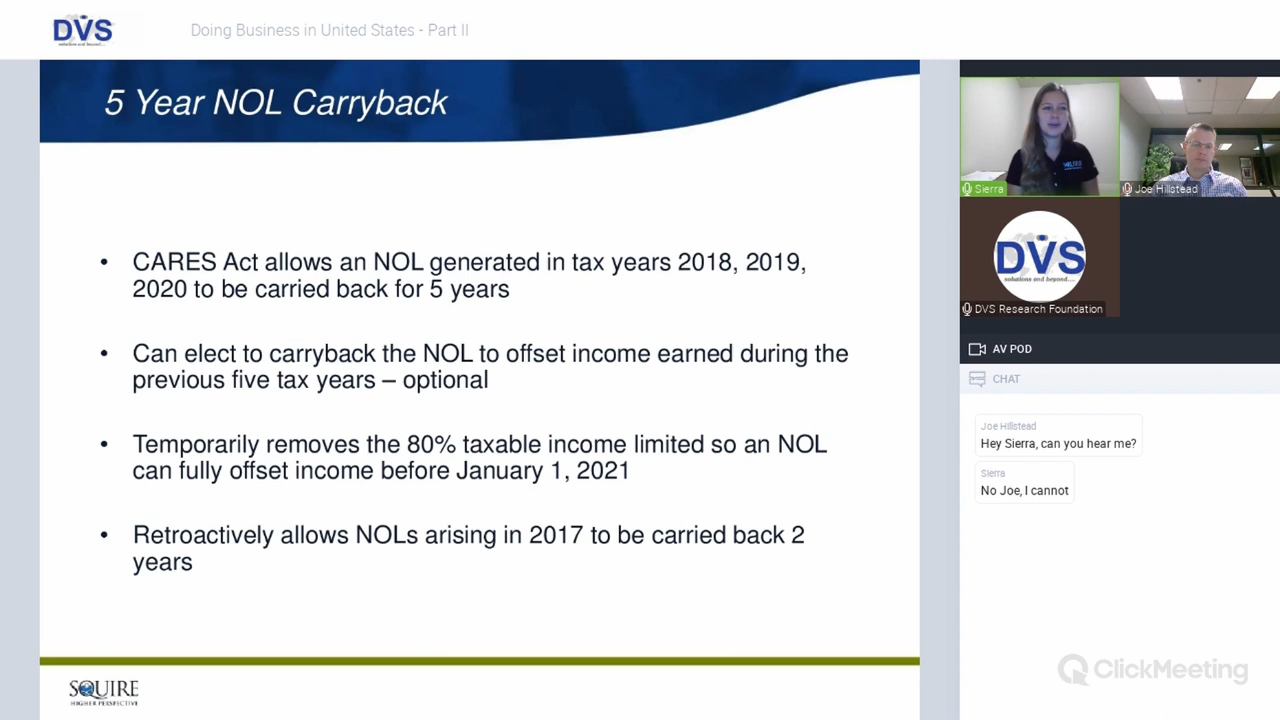 DVS
solutions and beyond....
Doing Business in United States - Part II
5 Year NOL Carryback
• CARES Act allows an NOL generated in tax years 2018, 2019,
2020 to be carried back for 5 years
• Can elect to carryback the NOL to offset income earned during the
previous five tax years – optional
• Temporarily removes the 80% taxable income limited so an NOL
can fully offset income before January 1, 2021
• Retroactively allows NOLs arising in 2017 to be carried back 2
years
SQUIRE
HIGHER PERSPECTIVE
Sierra
Joe Hillstead
DVS
solutions and beyond....
DVS Research Foundation
AV POD
CHAT
Joe Hillstead
Hey Sierra, can you hear me?
Sierra
No Joe, I cannot
ClickMeeting